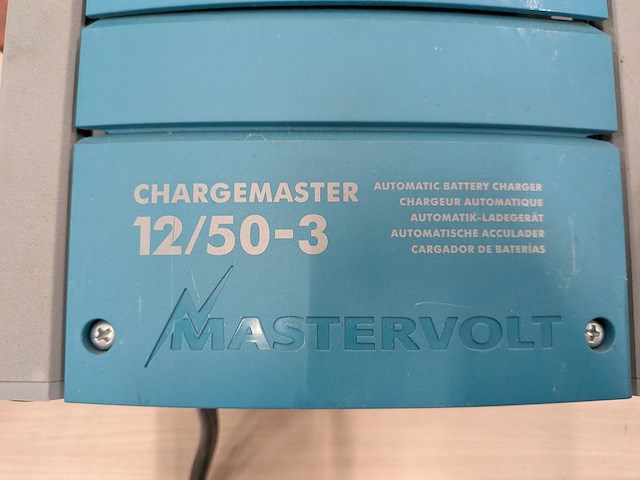 CHARGEMASTER
12/50-3
AUTOMATIC BATTERY CHARGER
CHARGEUR AUTOMATIQUE
AUTOMATIK-LADEGERÄT
AUTOMATISCHE ACCULADER
CARGADOR DE BATERÍAS
MASTERVOLT